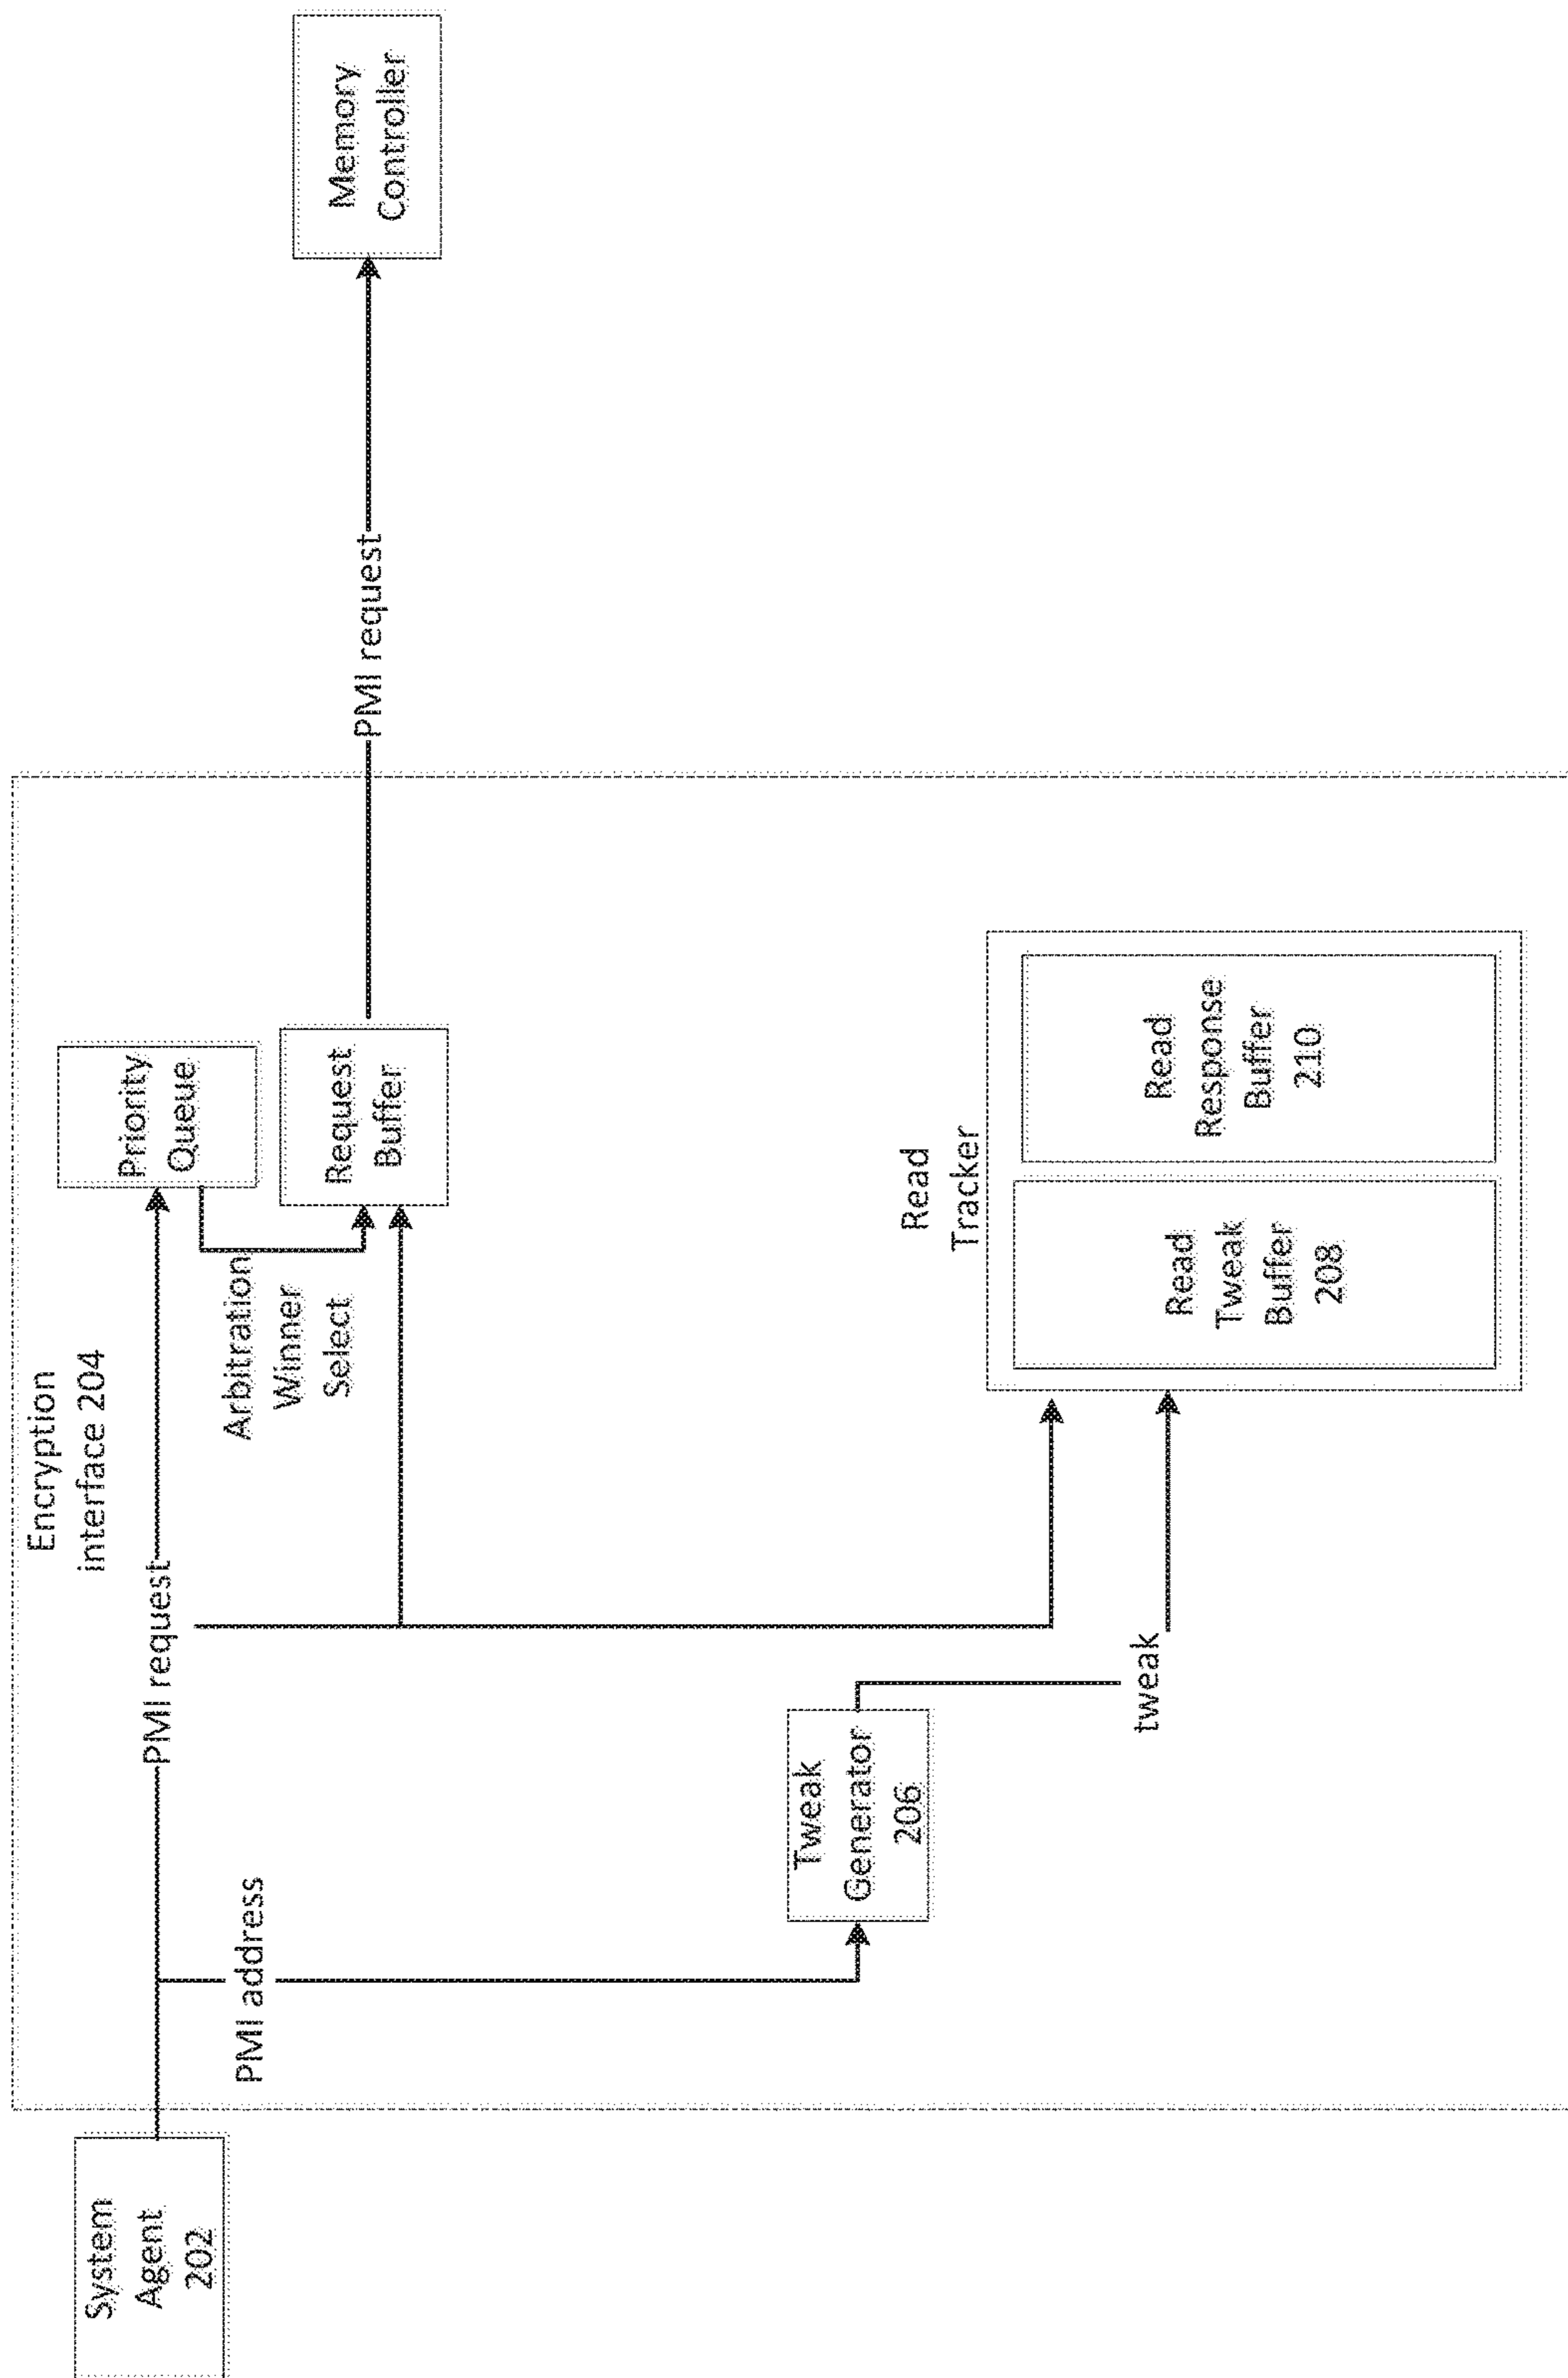 System
Agent
202
Encryption
interface 204
PMI request
PMI address
Priority
Queue
Arbitration
Winner
Select
Request
Buffer
PMI request
Memory
Controller
Tweak
Generator
206
tweak
Read
Tracker
Read
Tweak
Buffer
208
Read
Response
Buffer
210